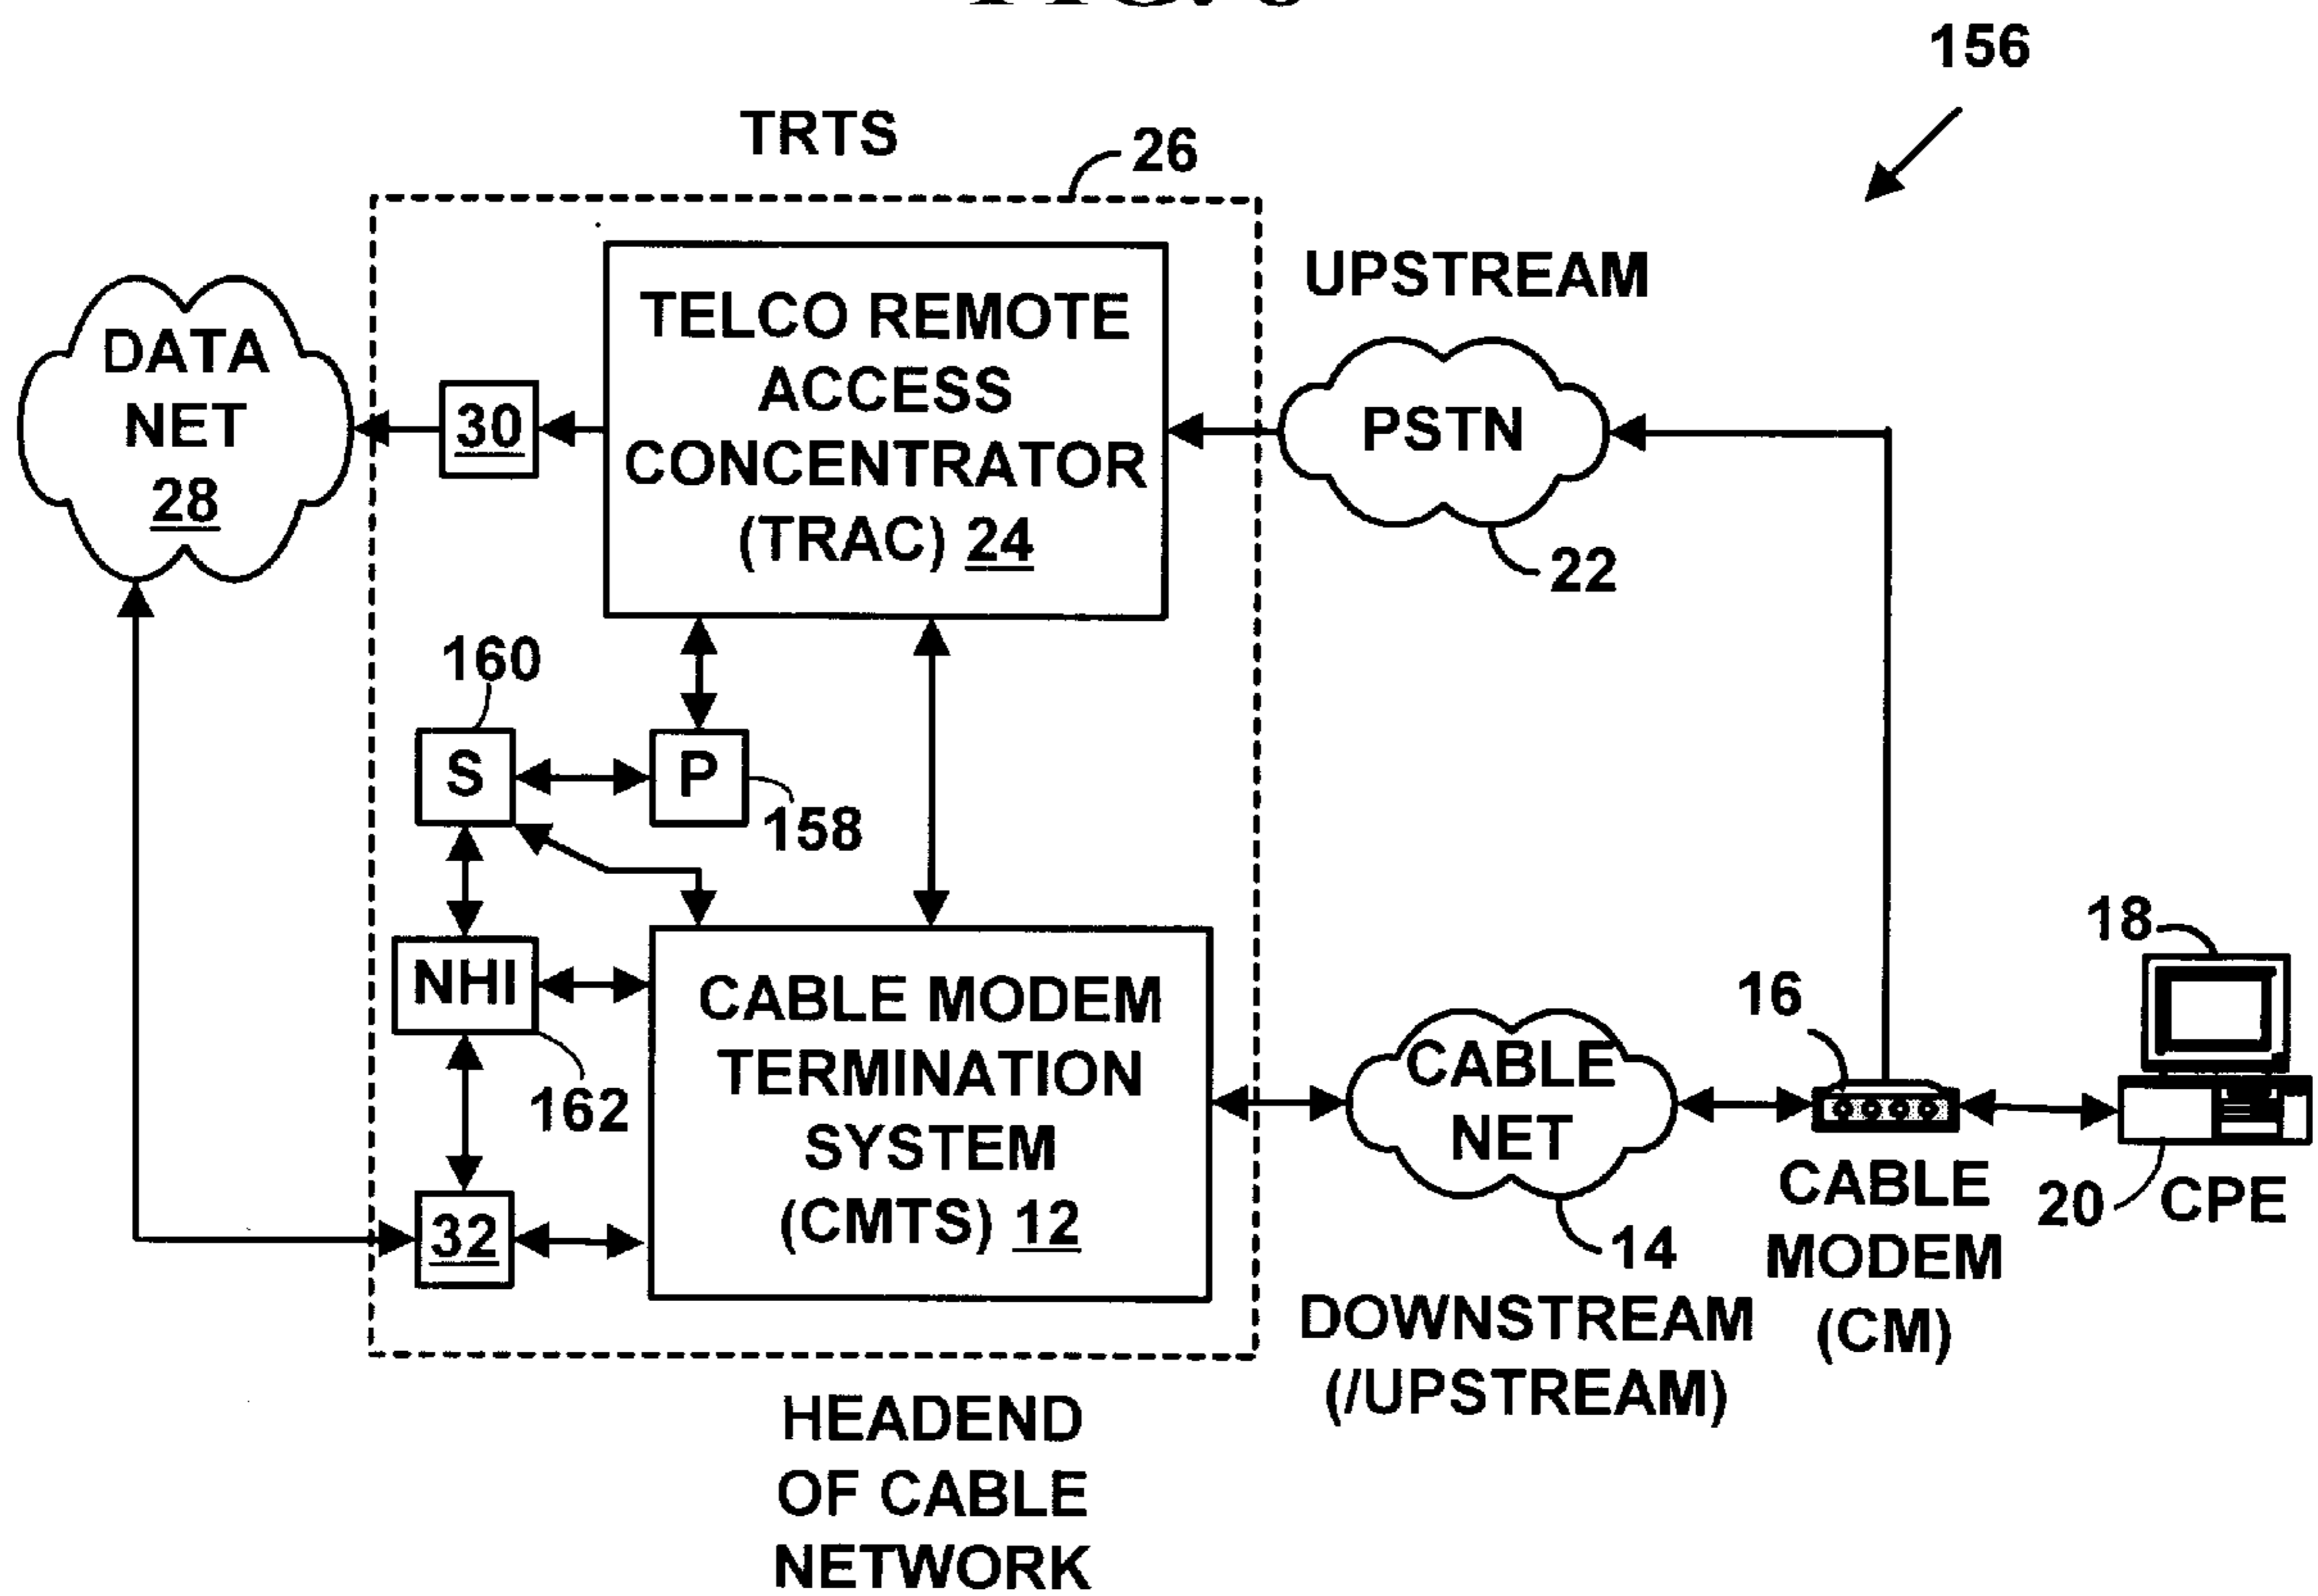 156
TRTS
26
UPSTREAM
DATA
NET
28
30
TELCO REMOTE
ACCESS
CONCENTRATOR
(TRAC) 24
PSTN
22
160
S
P
158
NHI
162
32
CABLE MODEM
TERMINATION
SYSTEM
(CMTS) 12
CABLE
NET
14
16
18
20
CPE
CABLE
MODEM
(CM)
DOWNSTREAM
(/UPSTREAM)
HEADEND
OF CABLE
NETWORK